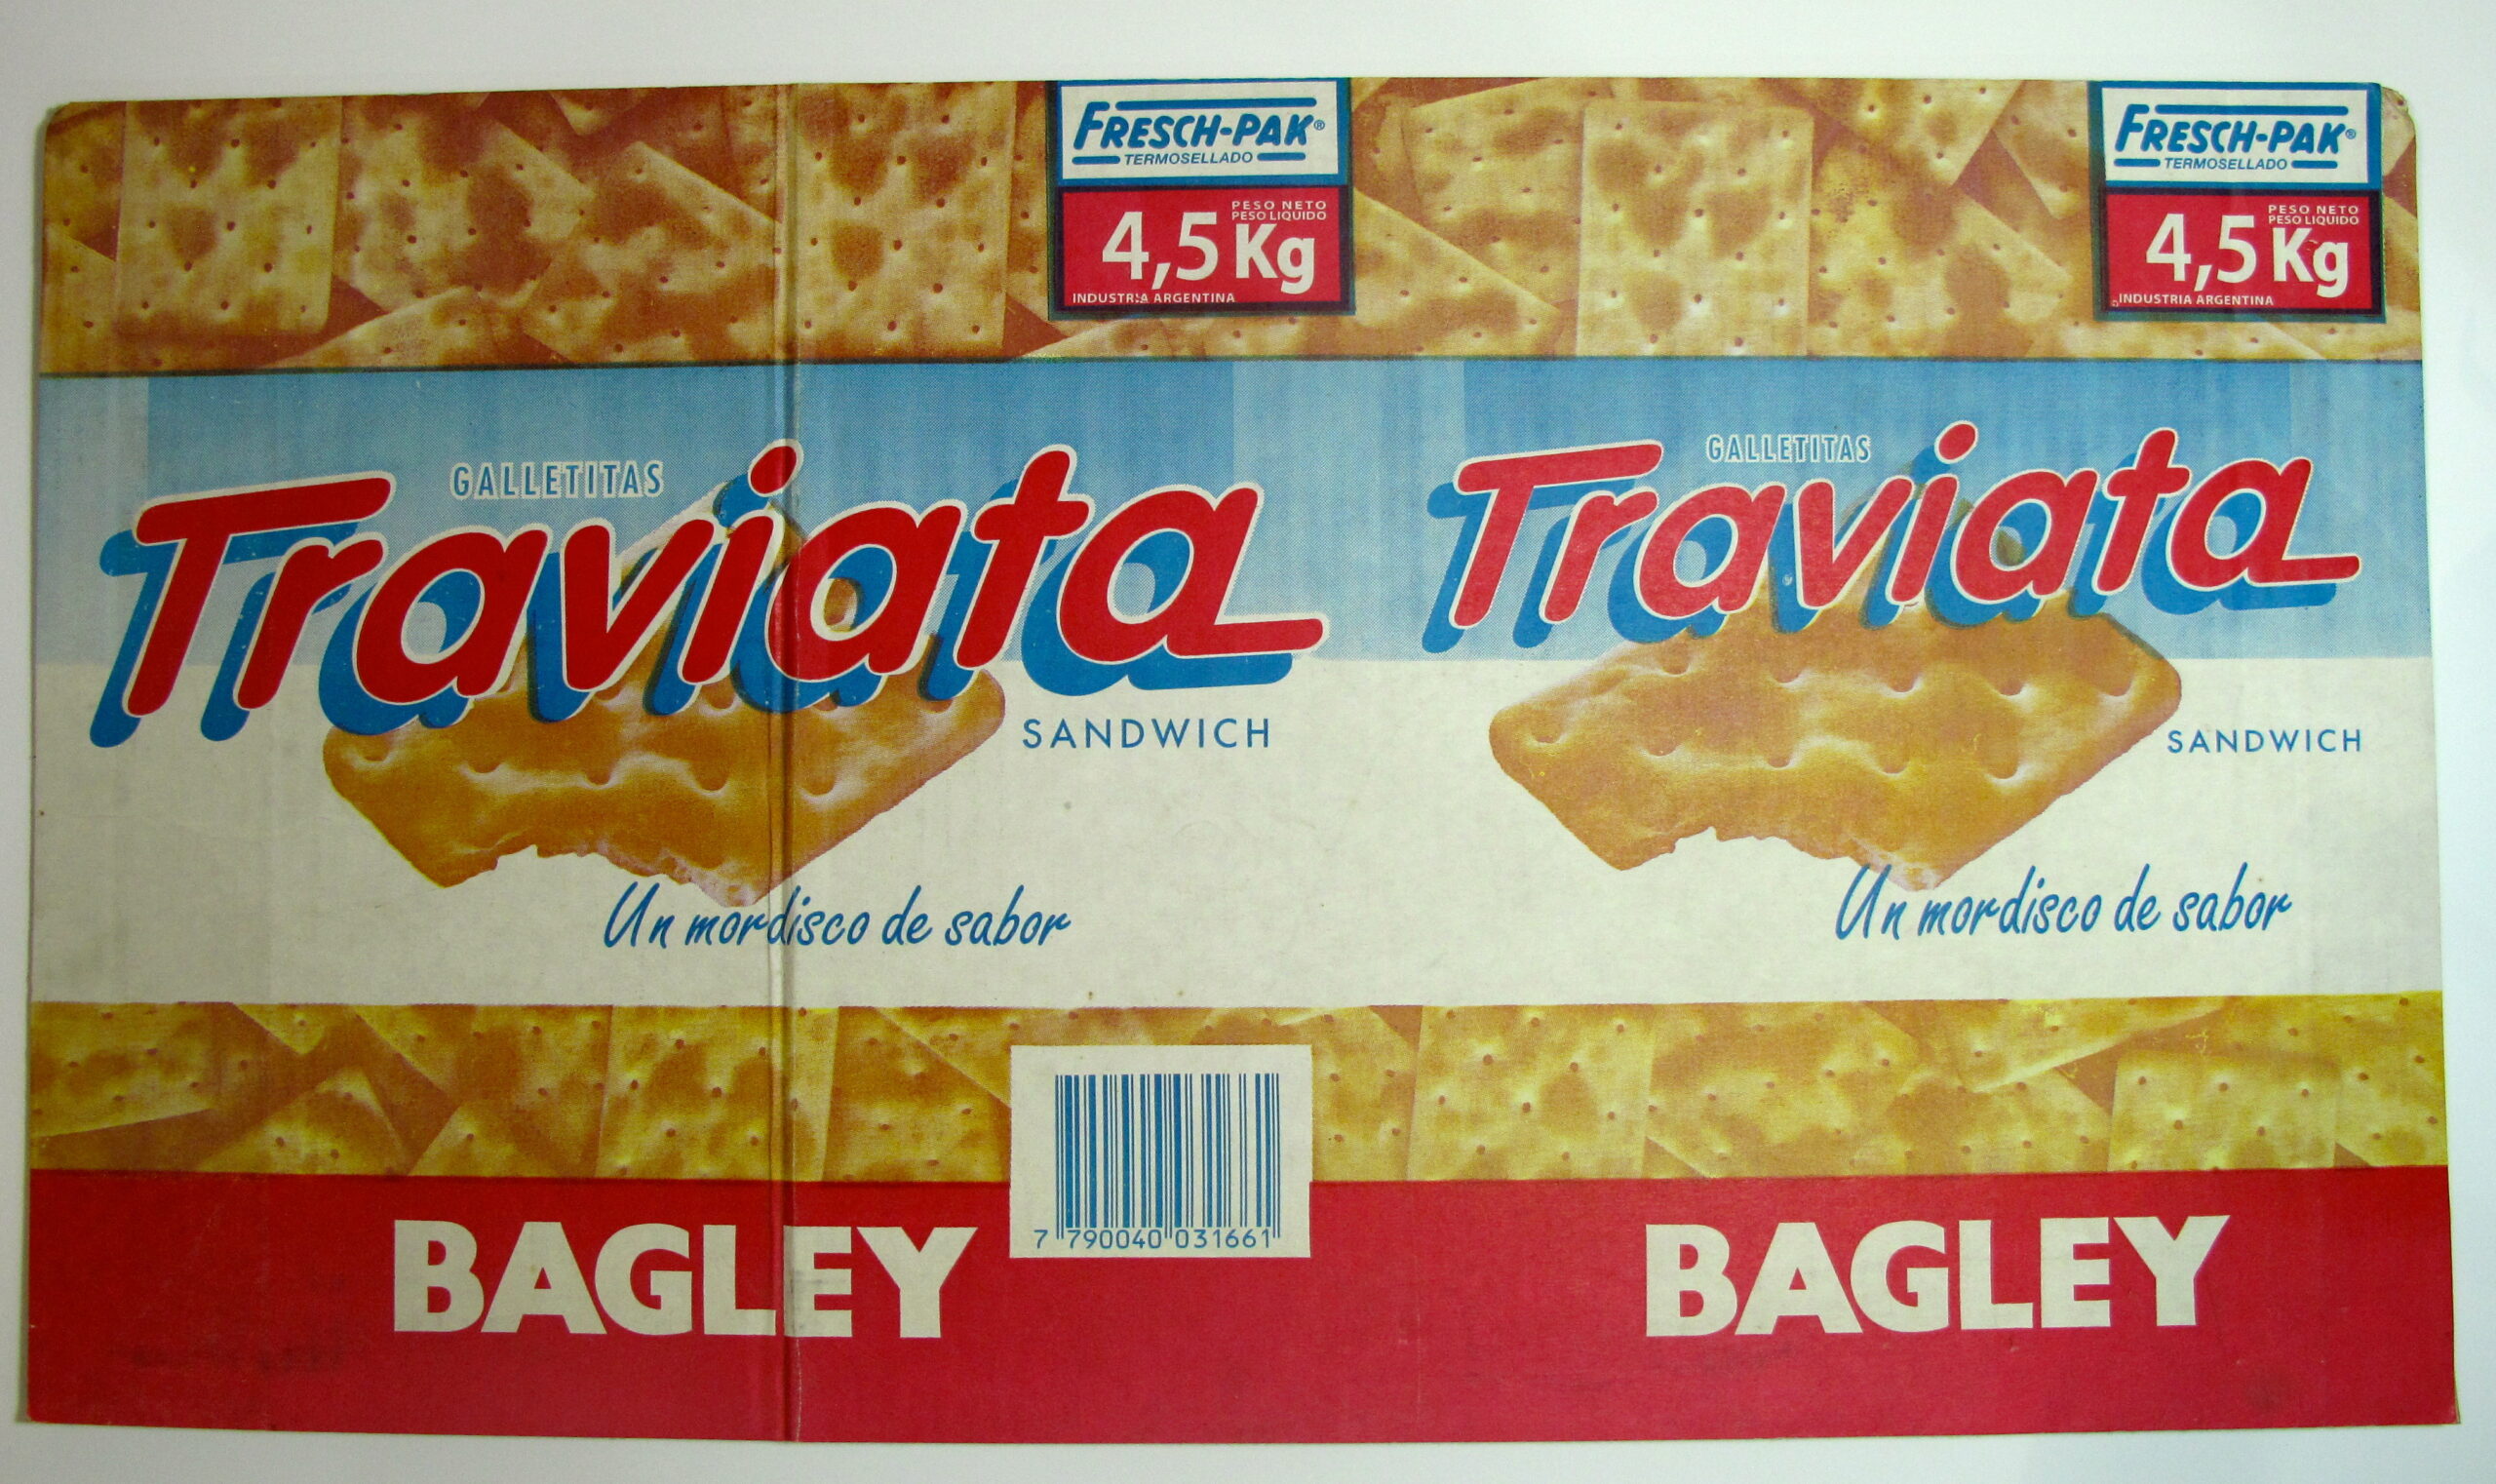 FRESCH-PAK®
TERMOSELLADO
PESO NETO
PESO LIQUIDO
4,5 Kg
INDUSTRIA ARGENTINA
GALLETITAS
Traviata
SANDWICH
Un mordisco de sabor
7 790040 031661
BAGLEY
FRESCH-PAK®
TERMOSELLADO
PESO NETO
PESO LIQUIDO
4,5 Kg
INDUSTRIA ARGENTINA
GALLETITAS
Traviata
SANDWICH
Un mordisco de sabor
BAGLEY